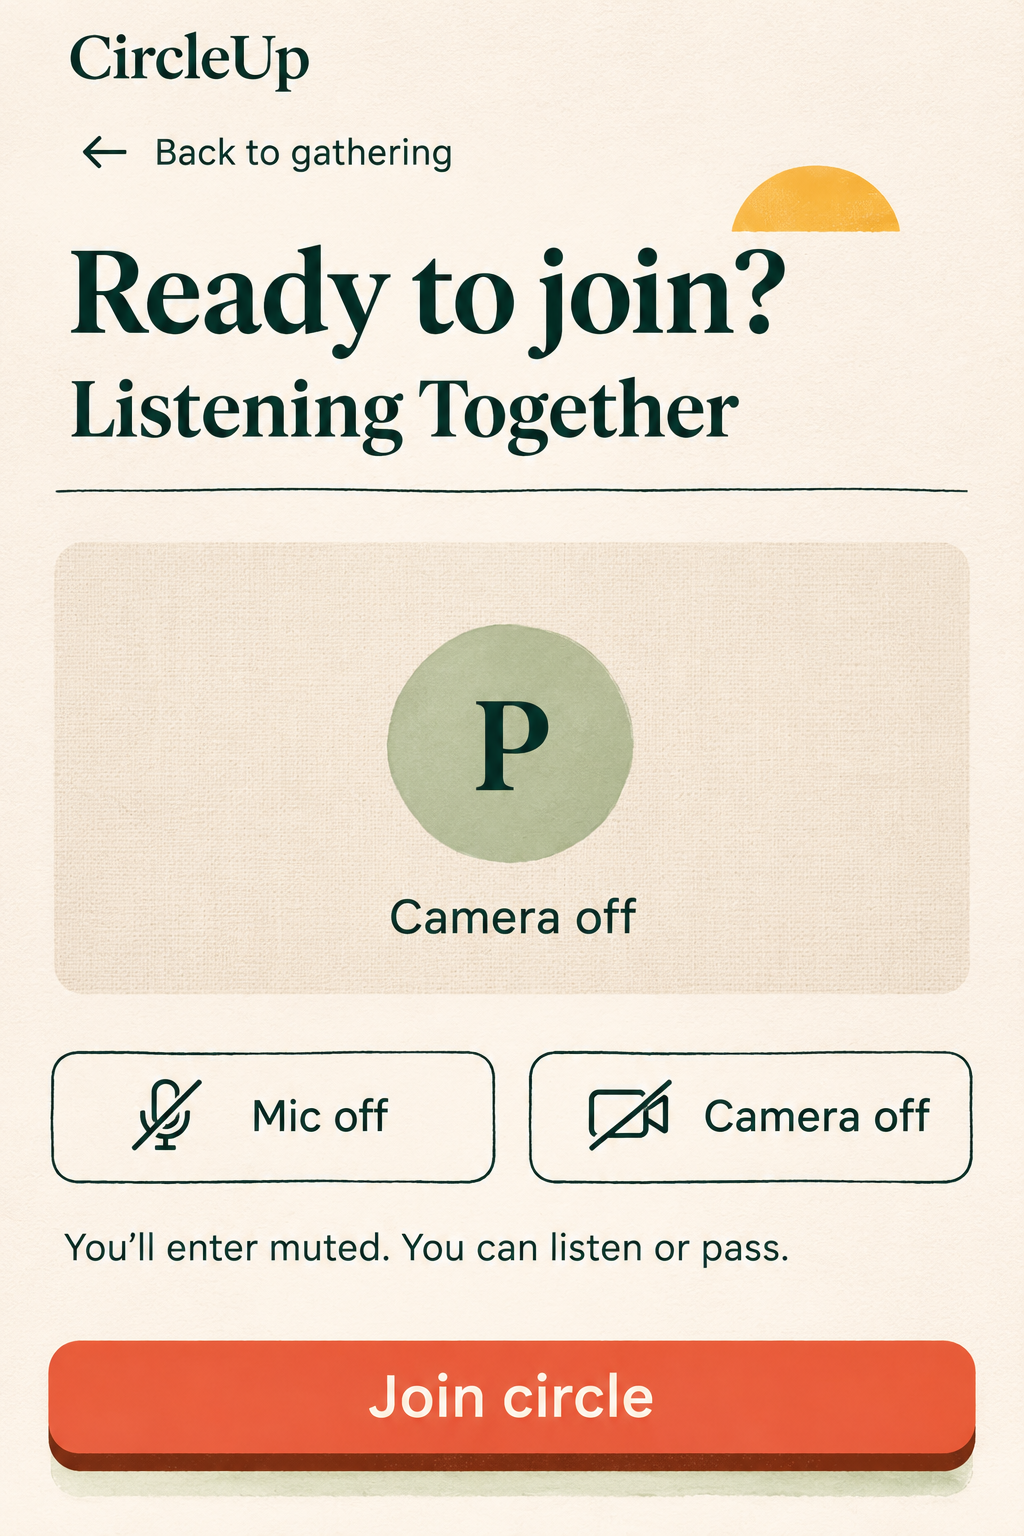 CircleUp
← Back to gathering
Ready to join?
Listening Together
P
Camera off
Mic off
Camera off
You’ll enter muted. You can listen or pass.
Join circle